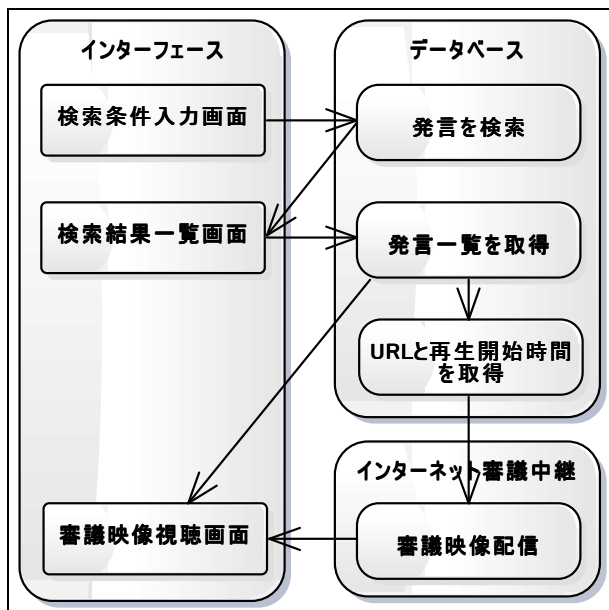 インターフェース
データベース
検索条件入力画面
発言を検索
検索結果一覧画面
発言一覧を取得
URLと再生開始時間
を取得
インターネット審議中継
審議映像視聴画面
審議映像配信